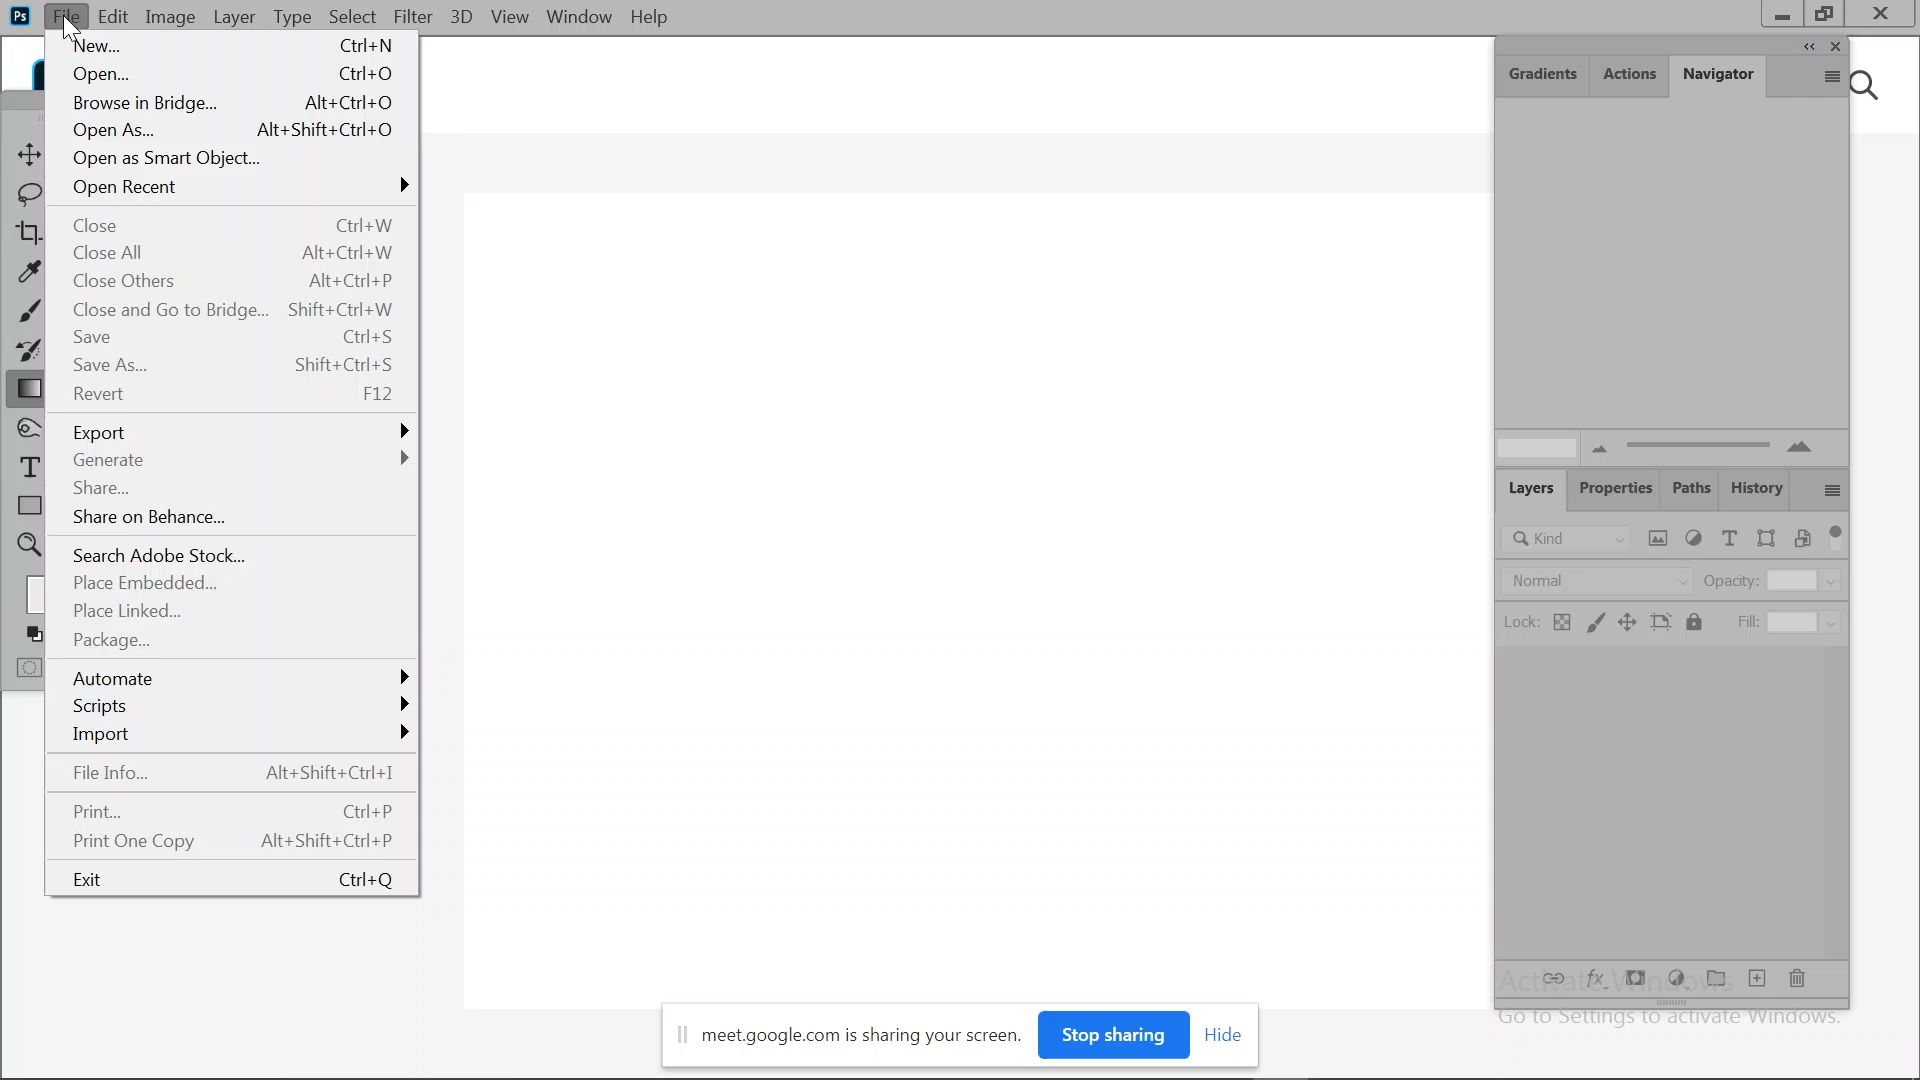 Ps File Edit Image Layer Type Select Filter 3D View Window Help
New... Ctrl+N
Open... Ctrl+O
Browse in Bridge... Alt+Ctrl+O
Open As... Alt+Shift+Ctrl+O
Open as Smart Object...
Open Recent
Close Ctrl+W
Close All Alt+Ctrl+W
Close Others Alt+Ctrl+P
Close and Go to Bridge... Shift+Ctrl+W
Save Ctrl+S
Save As... Shift+Ctrl+S
Revert F12
Export
Generate
Share...
Share on Behance...
Search Adobe Stock...
Place Embedded...
Place Linked...
Package...
Automate
Scripts
Import
File Info... Alt+Shift+Ctrl+I
Print... Ctrl+P
Print One Copy Alt+Shift+Ctrl+P
Exit Ctrl+Q
Gradients Actions Navigator
Layers Properties Paths History
Kind
Normal Opacity:
Lock: Fill:
Activate Windows
Go to Settings to activate Windows.
meet.google.com is sharing your screen. Stop sharing Hide